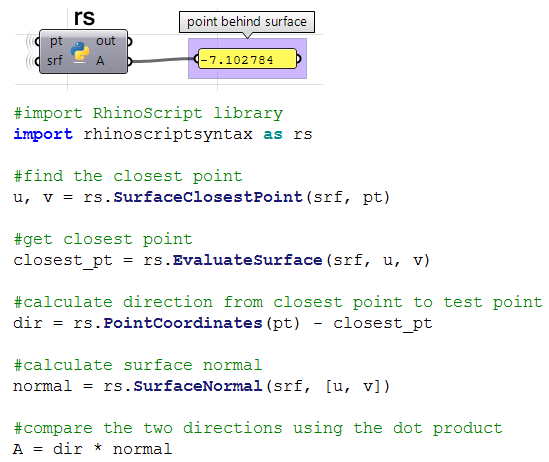 rs
point behind surface
pt out
srf A
-7.102784
#import RhinoScript library
import rhinoscriptsyntax as rs
#find the closest point
u, v = rs.SurfaceClosestPoint(srf, pt)
#get closest point
closest_pt = rs.EvaluateSurface(srf, u, v)
#calculate direction from closest point to test point
dir = rs.PointCoordinates(pt) - closest_pt
#calculate surface normal
normal = rs.SurfaceNormal(srf, [u, v])
#compare the two directions using the dot product
A = dir * normal